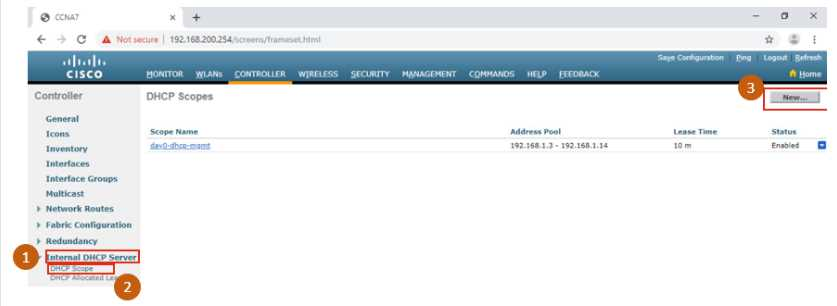 CCNA7
Not secure | 192.168.200.254/screens/frameset.html
Save Configuration | Ping | Logout | Refresh
CISCO
MONITOR WLANs CONTROLLER WIRELESS SECURITY MANAGEMENT COMMANDS HELP FEEDBACK
Home
3
Controller
DHCP Scopes
New...
General
Icons
Inventory
Interfaces
Interface Groups
Multicast
Network Routes
Fabric Configuration
Redundancy
1
Internal DHCP Server
DHCP Scope
DHCP Allocated
2
Scope Name Address Pool Lease Time Status
day0-dhcp-mgmt 192.168.1.3 - 192.168.1.14 10 m Enabled